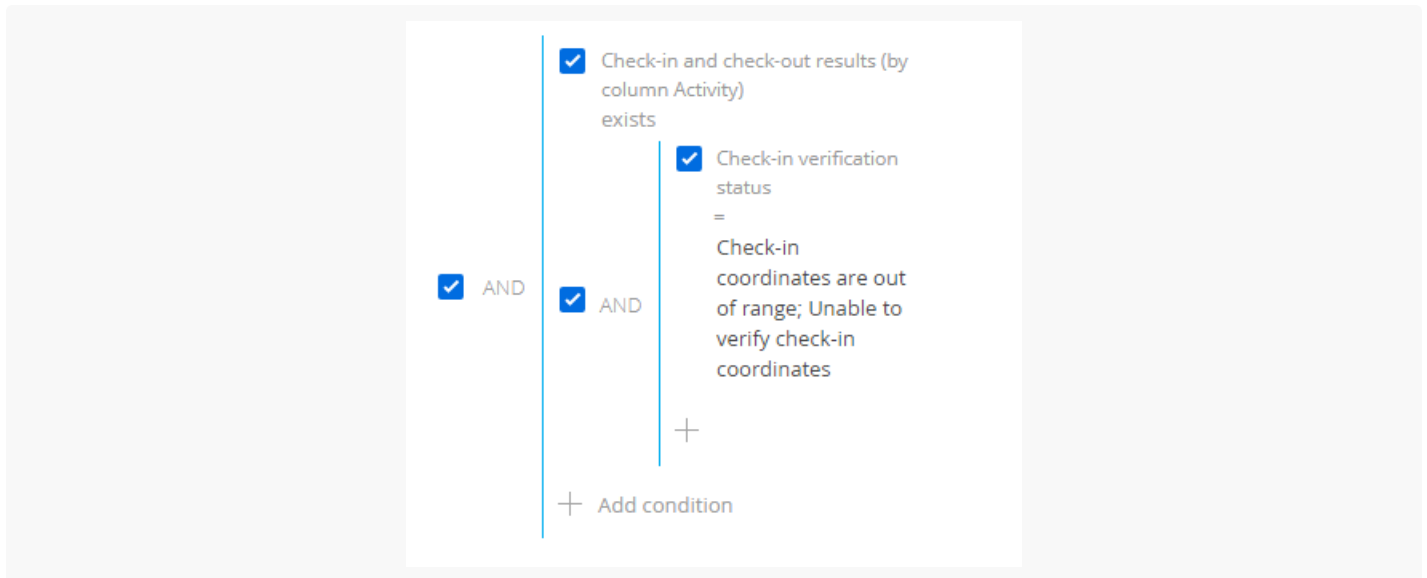 Check-in and check-out results (by
column Activity)
exists
Check-in verification
status
=
Check-in
coordinates are out
of range; Unable to
verify check-in
coordinates
AND
AND
Add condition